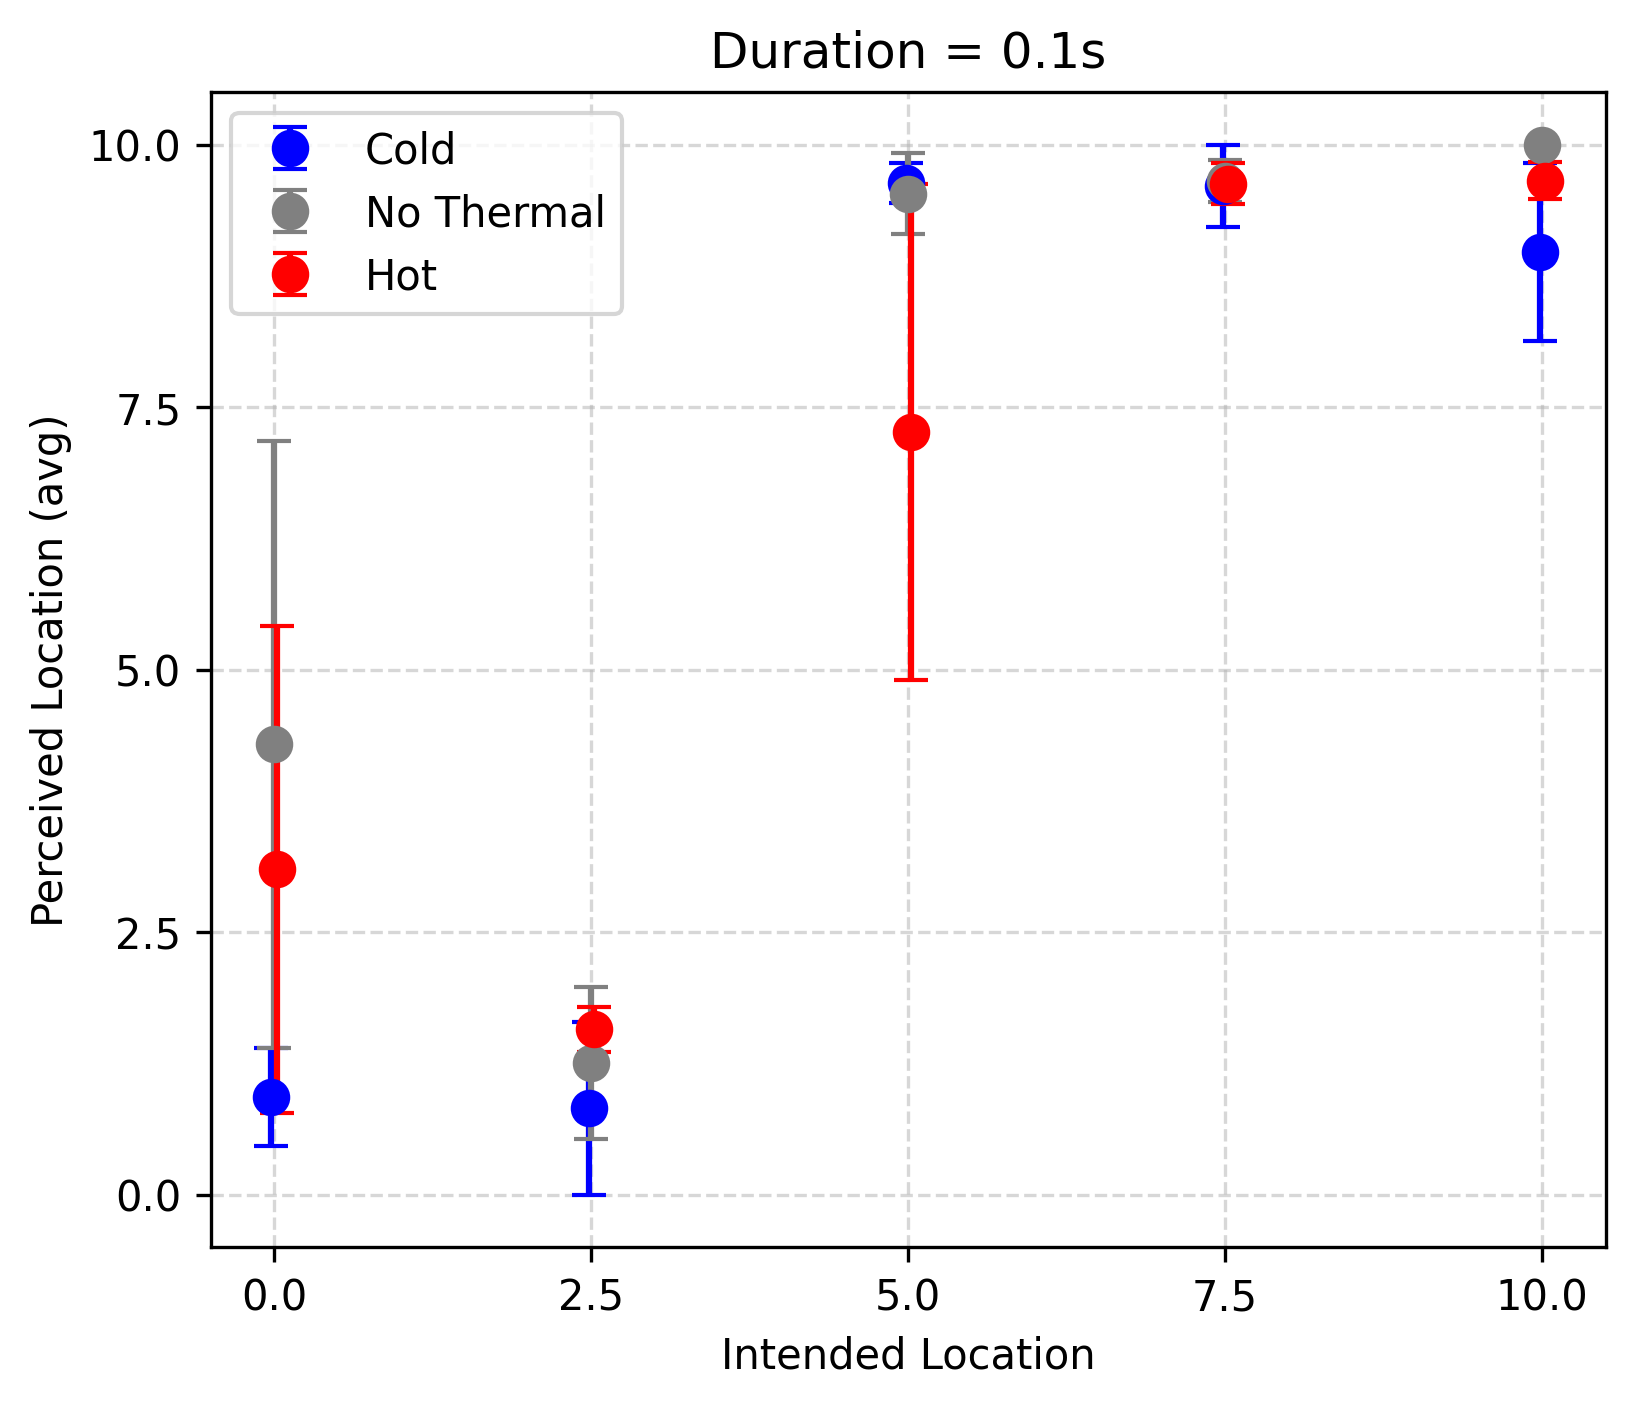 Duration = 0.1s
Cold
No Thermal
Hot
10.0
7.5
5.0
2.5
0.0
Perceived Location (avg)
0.0 2.5 5.0 7.5 10.0
Intended Location